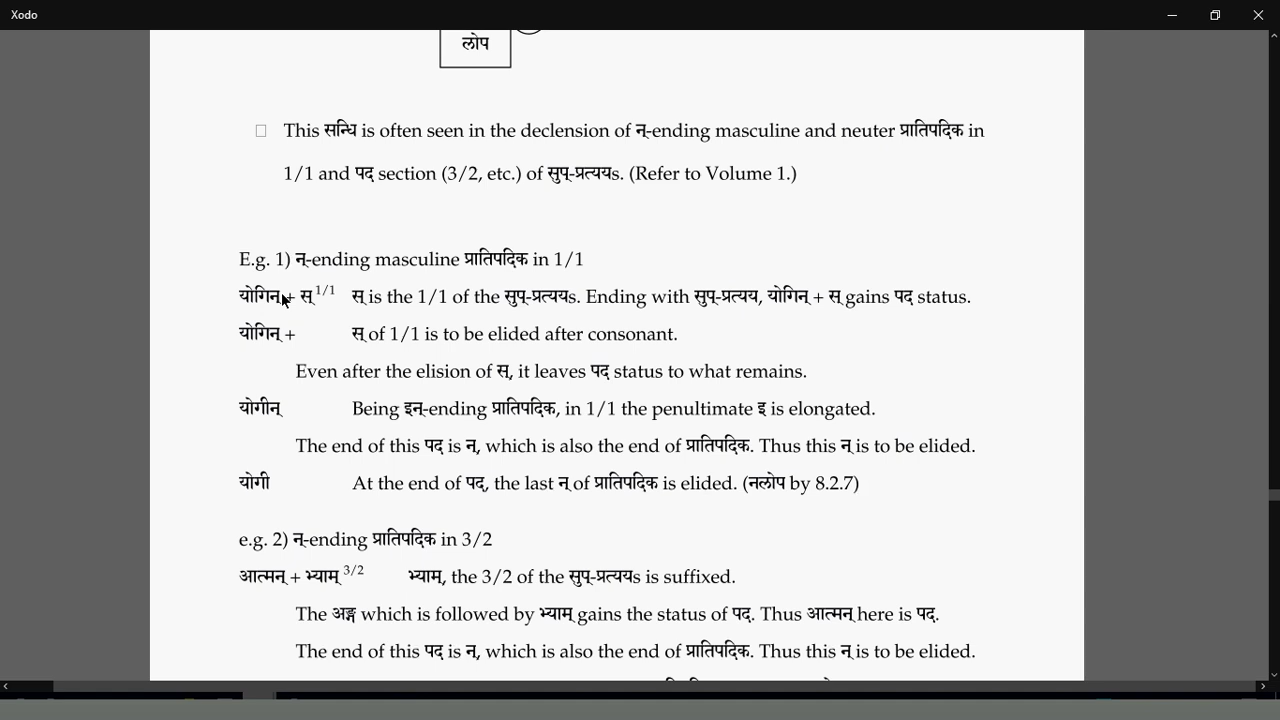 Xodo
लोप
This सन्धि is often seen in the declension of न्-ending masculine and neuter प्रातिपदिक in
1/1 and पद section (3/2, etc.) of सुप्-प्रत्ययs. (Refer to Volume 1.)
E.g. 1) न्-ending masculine प्रातिपदिक in 1/1
योगिन् + स् 1/1 स् is the 1/1 of the सुप्-प्रत्ययs. Ending with सुप्-प्रत्यय, योगिन् + स् gains पद status.
योगिन् + स् of 1/1 is to be elided after consonant.
Even after the elision of स्, it leaves पद status to what remains.
योगीन् Being इन्-ending प्रातिपदिक, in 1/1 the penultimate इ is elongated.
The end of this पद is न्, which is also the end of प्रातिपदिक. Thus this न् is to be elided.
योगी At the end of पद, the last न् of प्रातिपदिक is elided. (नलोप by 8.2.7)
e.g. 2) न्-ending प्रातिपदिक in 3/2
आत्मन् + भ्याम् 3/2 भ्याम्, the 3/2 of the सुप्-प्रत्ययs is suffixed.
The अङ्ग which is followed by भ्याम् gains the status of पद. Thus आत्मन् here is पद.
The end of this पद is न्, which is also the end of प्रातिपदिक. Thus this न् is to be elided.